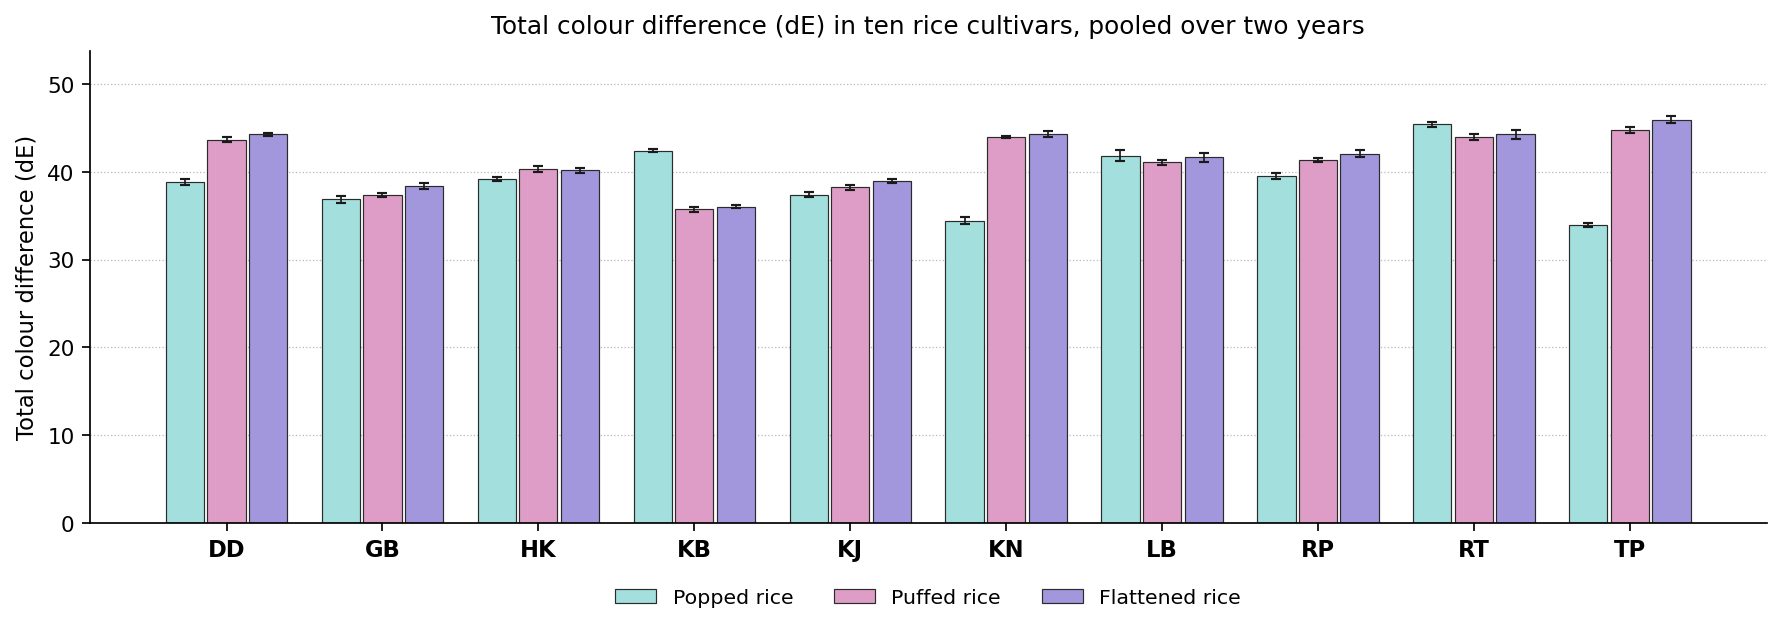 Total colour difference (dE) in ten rice cultivars, pooled over two years
Total colour difference (dE)
50
40
30
20
10
0
DD GB HK KB KJ KN LB RP RT TP
Popped rice Puffed rice Flattened rice